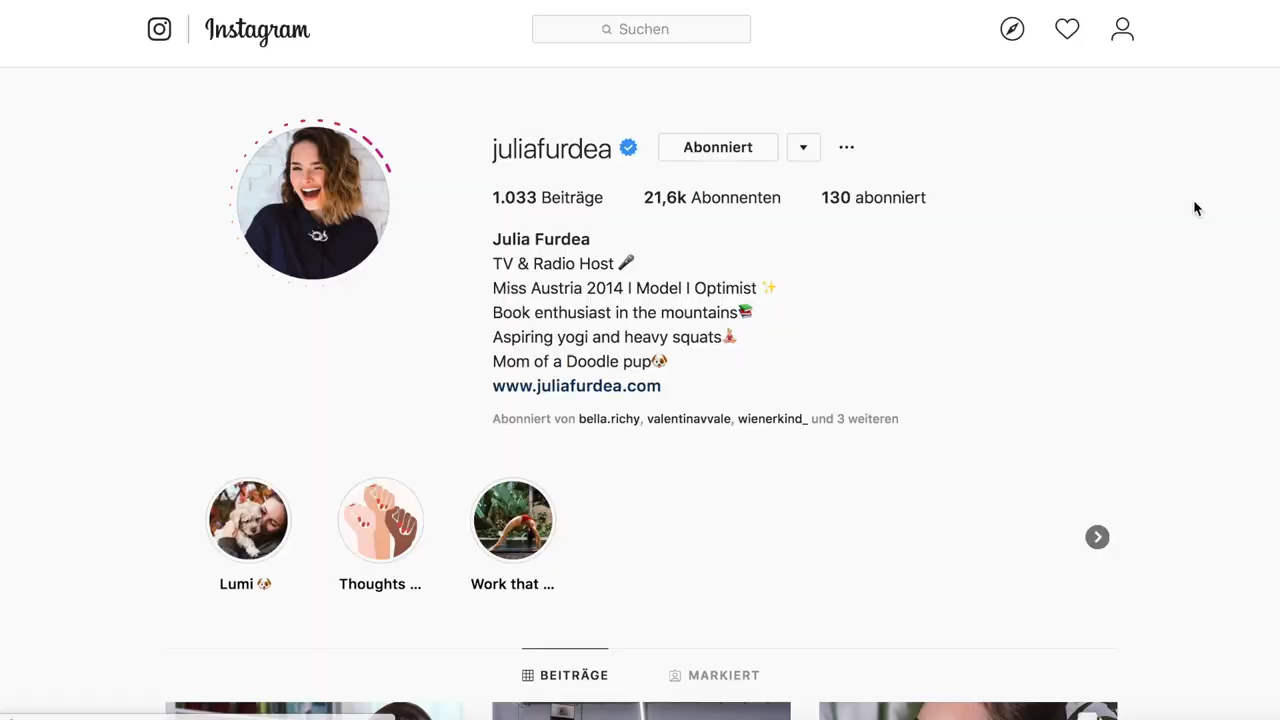 Instagram
Suchen
juliafurdea
Abonniert
1.033 Beiträge 21,6k Abonnenten 130 abonniert
Julia Furdea
TV & Radio Host 🎤
Miss Austria 2014 I Model I Optimist ✨
Book enthusiast in the mountains📚
Aspiring yogi and heavy squats🧘
Mom of a Doodle pup🐶
www.juliafurdea.com
Abonniert von bella.richy, valentinavvale, wienerkind_ und 3 weiteren
Lumi 🐶
Thoughts ...
Work that ...
BEITRÄGE
MARKIERT